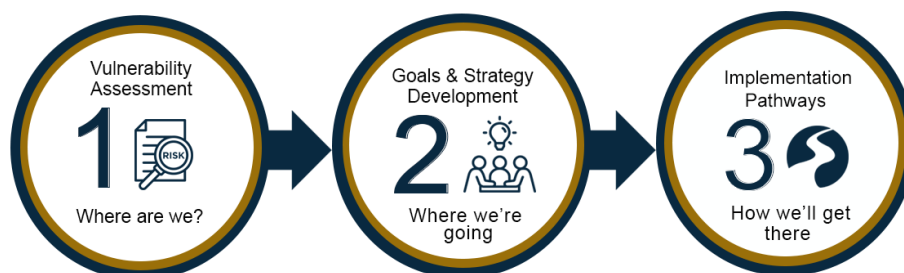 Vulnerability
Assessment
1
RISK
Where are we?
Goals & Strategy
Development
2
Where we're
going
Implementation
Pathways
3
How we'll get
there